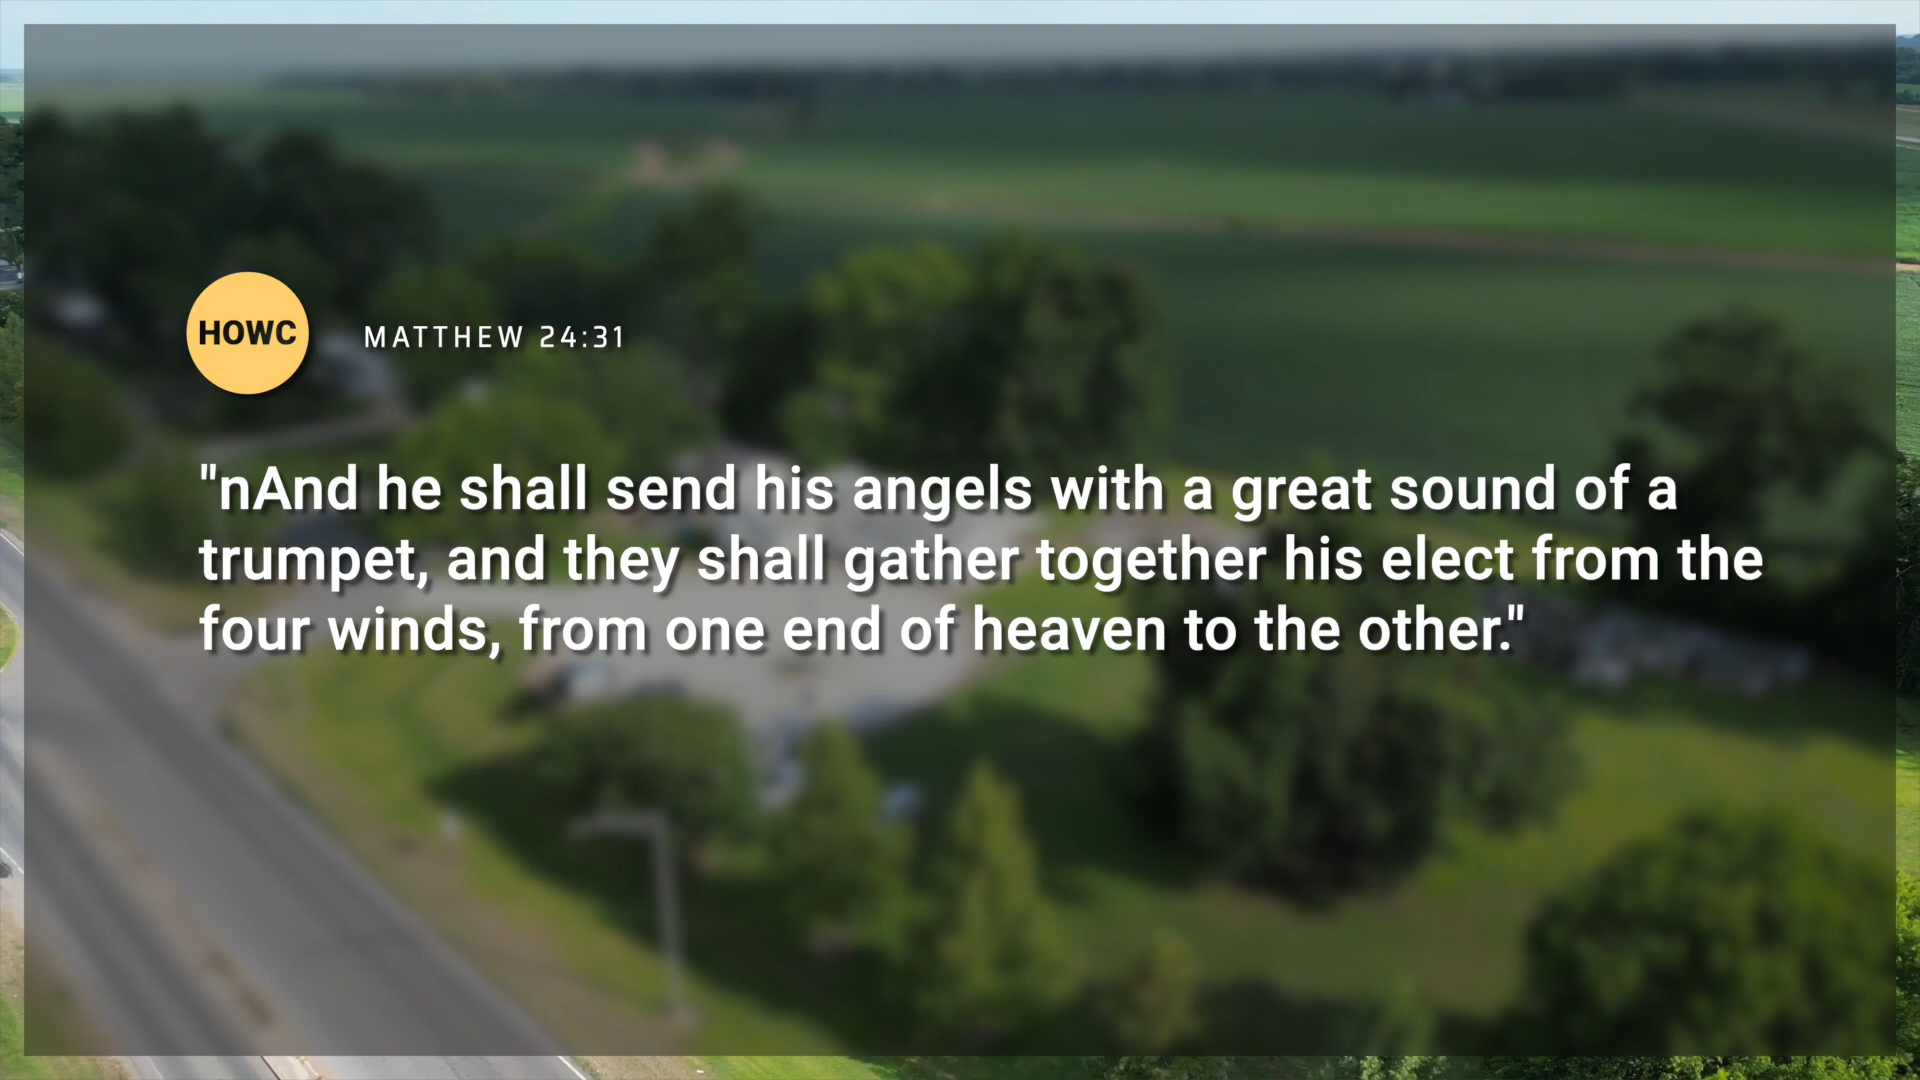 HOWC
MATTHEW 24:31
"nAnd he shall send his angels with a great sound of a
trumpet, and they shall gather together his elect from the
four winds, from one end of heaven to the other."